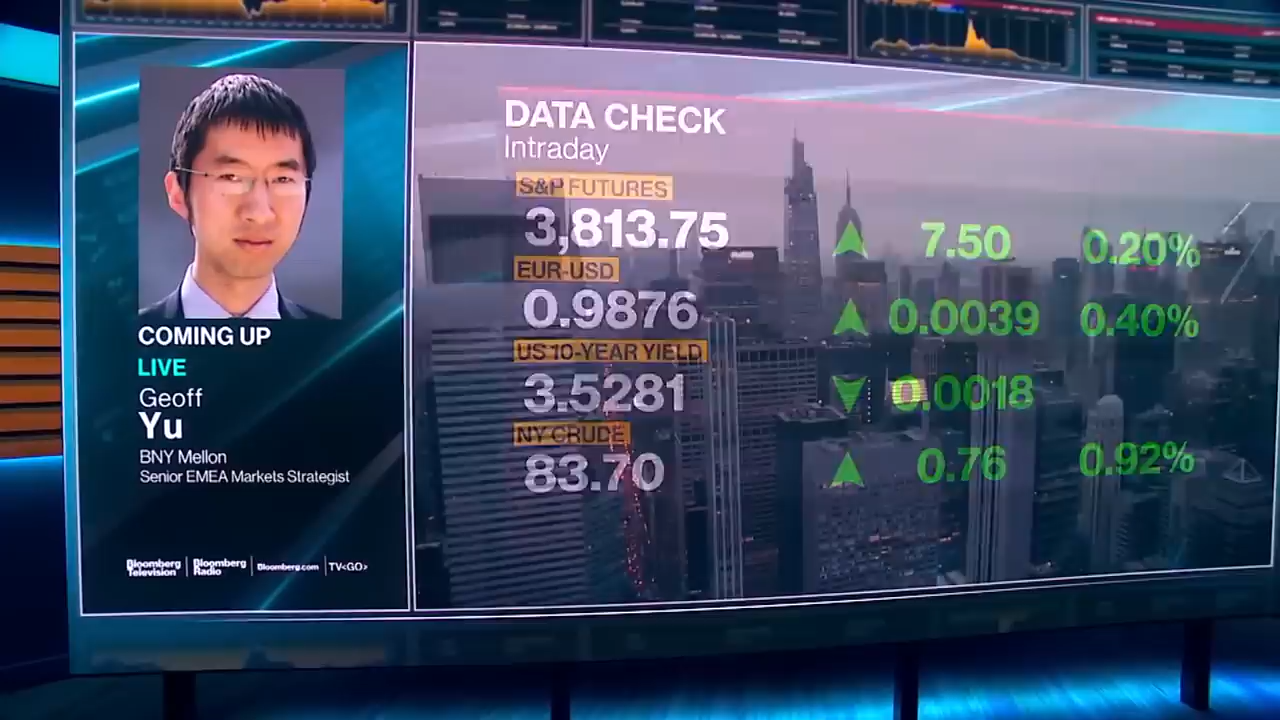 COMING UP
LIVE
Geoff
Yu
BNY Mellon
Senior EMEA Markets Strategist
Bloomberg Television
Bloomberg Radio
Bloomberg.com
TV<GO>
DATA CHECK
Intraday
S&P FUTURES
3,813.75 ▲ 7.50 0.20%
EUR-USD
0.9876 ▲ 0.0039 0.40%
US 10-YEAR YIELD
3.5281 ▼ 0.0018
NY CRUDE
83.70 ▲ 0.76 0.92%